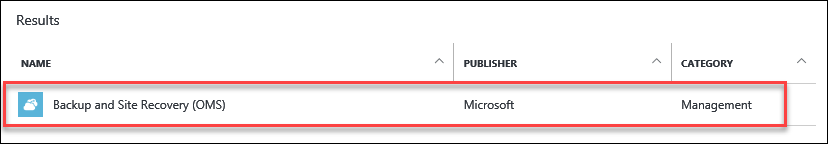 Results
NAME PUBLISHER CATEGORY
Backup and Site Recovery (OMS) Microsoft Management